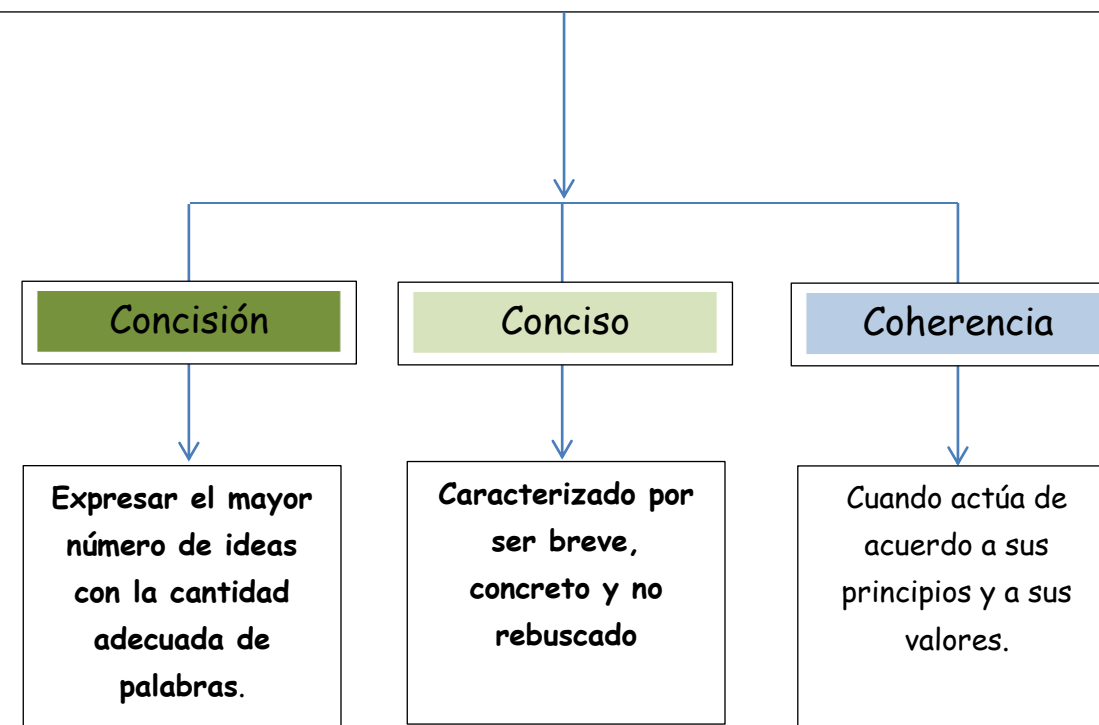 Concisión
Conciso
Coherencia
Expresar el mayor
número de ideas
con la cantidad
adecuada de
palabras.
Caracterizado por
ser breve,
concreto y no
rebuscado
Cuando actúa de
acuerdo a sus
principios y a sus
valores.